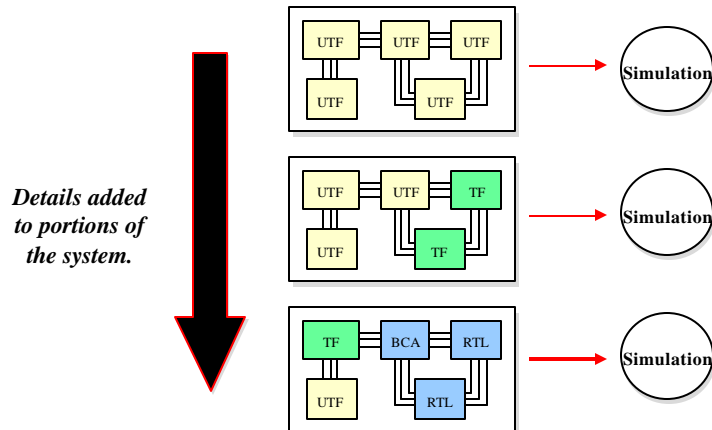 UTF UTF UTF
UTF UTF
Simulation
Details added
to portions of
the system.
UTF UTF TF
UTF TF
Simulation
TF BCA RTL
UTF RTL
Simulation